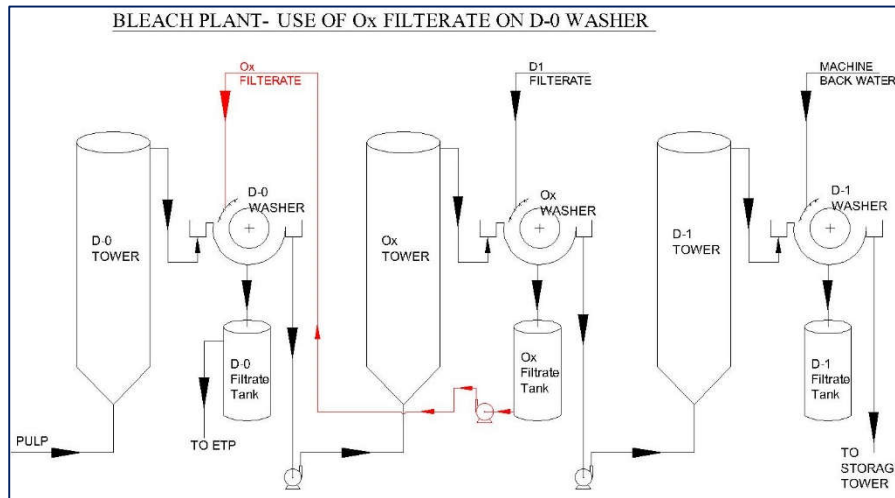 BLEACH PLANT- USE OF Ox FILTERATE ON D-0 WASHER
Ox
FILTERATE
D1
FILTERATE
MACHINE
BACK WATER
D-0
WASHER
Ox
WASHER
D-1
WASHER
D-0
TOWER
Ox
TOWER
D-1
TOWER
D-0
Filtrate
Tank
Ox
Filtrate
Tank
D-1
Filtrate
Tank
PULP
TO ETP
TO
STORAG
TOWER